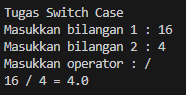 Tugas Switch Case
Masukkan bilangan 1 : 16
Masukkan bilangan 2 : 4
Masukkan operator : /
16 / 4 = 4.0